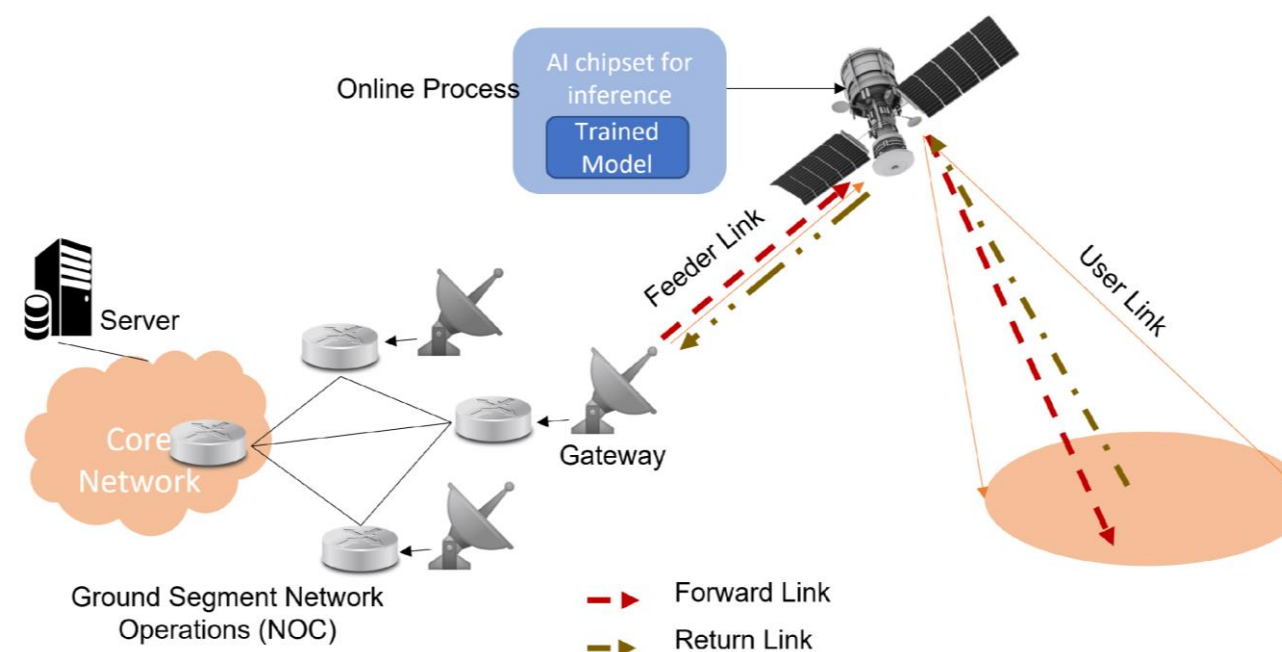 AI chipset for
inference
Online Process
Trained
Model
Feeder Link
User Link
Server
Core
Network
Gateway
Ground Segment Network
Operations (NOC)
Forward Link
Return Link